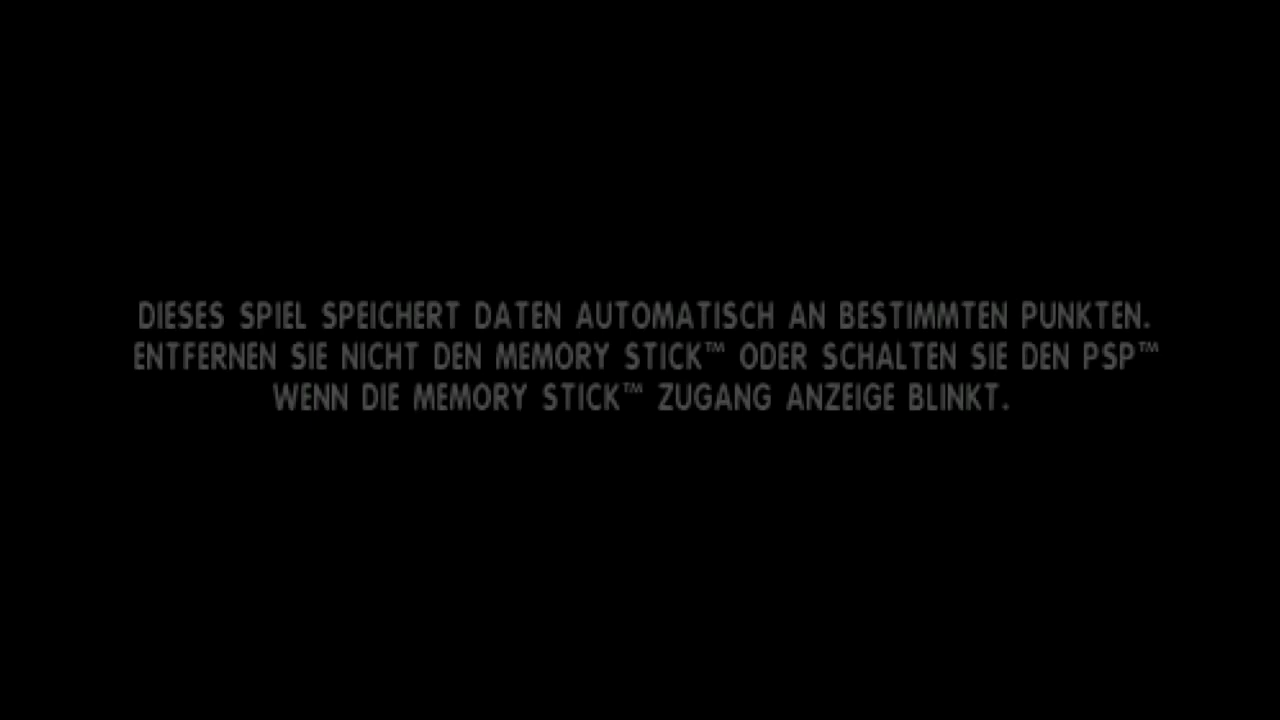 DIESES SPIEL SPEICHERT DATEN AUTOMATISCH AN BESTIMMTEN PUNKTEN.
ENTFERNEN SIE NICHT DEN MEMORY STICK™ ODER SCHALTEN SIE DEN PSP™
WENN DIE MEMORY STICK™ ZUGANG ANZEIGE BLINKT.